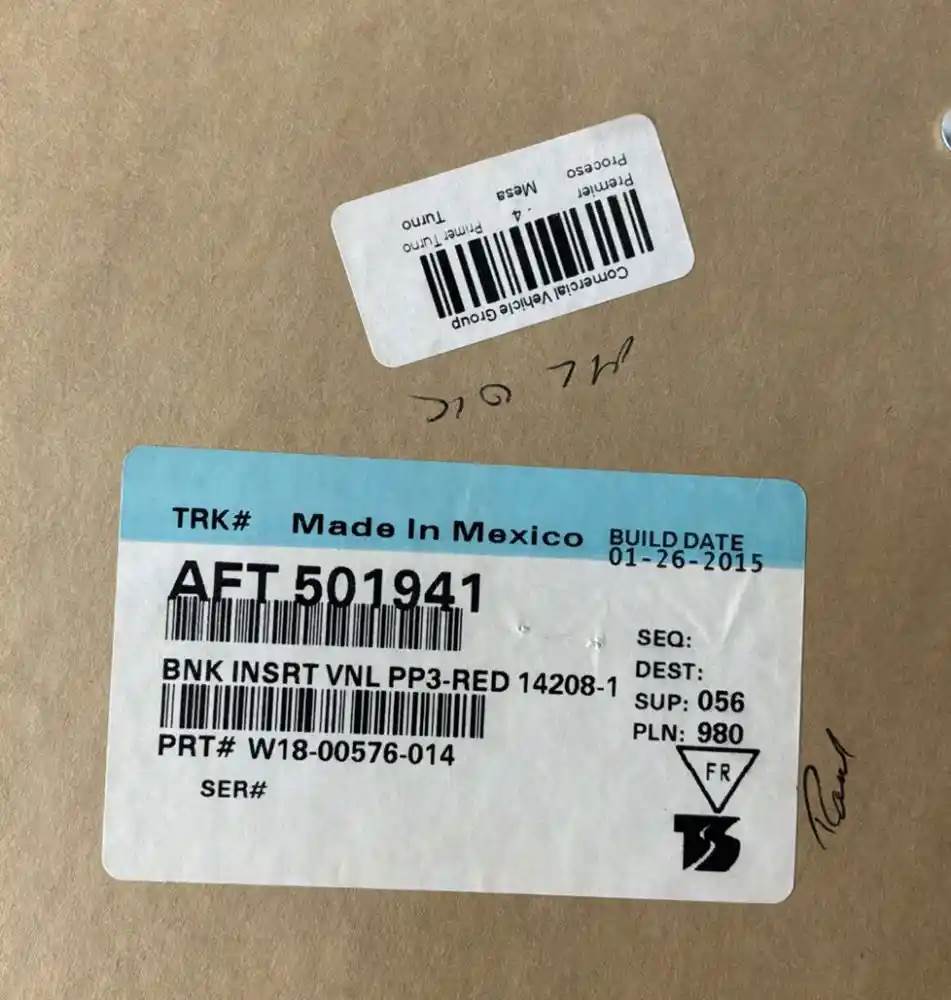 Comercial Vehicle Group
Premier - 4 Primer Turno
Proceso Mesa Turno
TRK# Made In Mexico BUILD DATE
01-26-2015
AFT 501941
SEQ:
BNK INSRT VNL PP3-RED 14208-1
DEST:
SUP: 056
PRT# W18-00576-014
PLN: 980
SER#
FR
TS